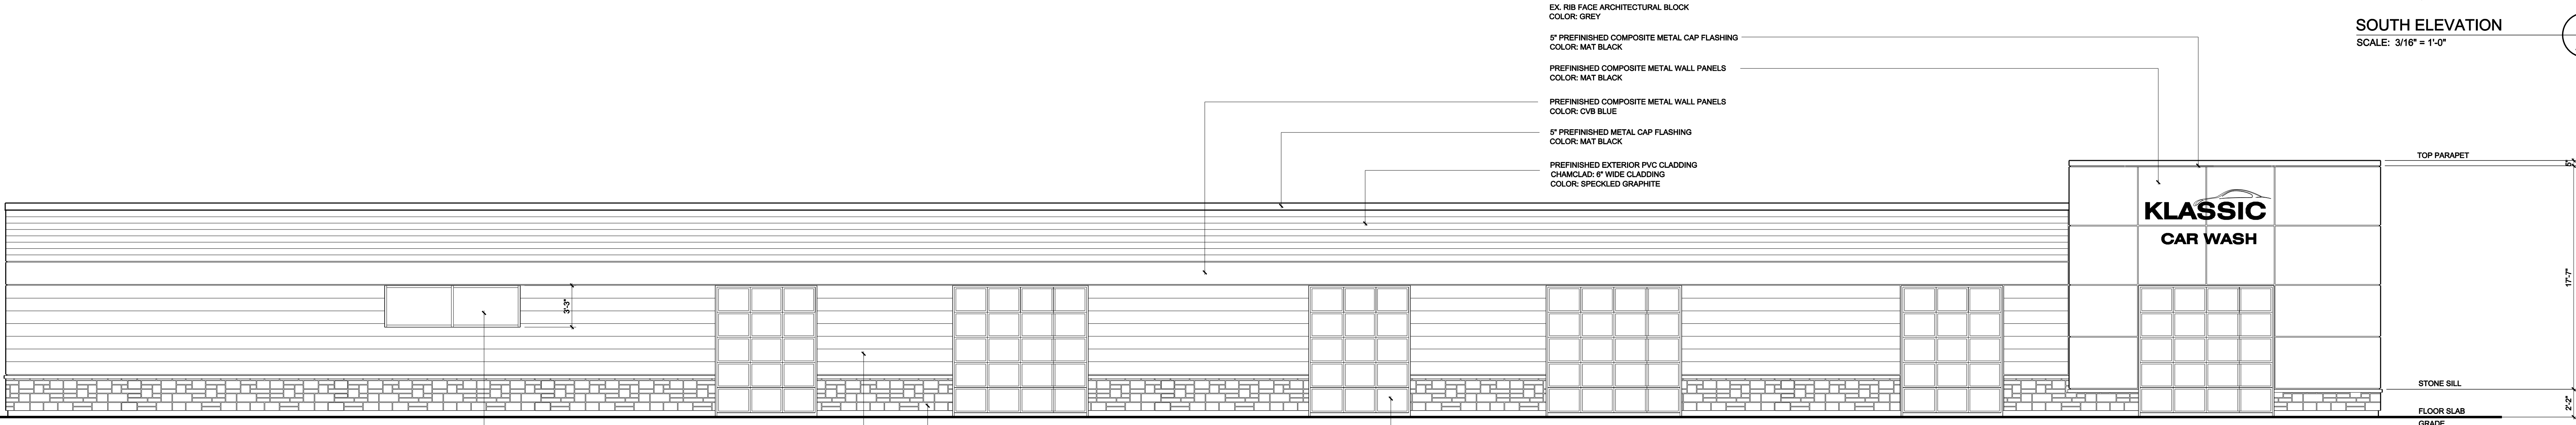 EX. RIB FACE ARCHITECTURAL BLOCK
COLOR: GREY
5" PREFINISHED COMPOSITE METAL CAP FLASHING
COLOR: MAT BLACK
PREFINISHED COMPOSITE METAL WALL PANELS
COLOR: MAT BLACK
PREFINISHED COMPOSITE METAL WALL PANELS
COLOR: CVB BLUE
5" PREFINISHED METAL CAP FLASHING
COLOR: MAT BLACK
PREFINISHED EXTERIOR PVC CLADDING
CHAMCLAD: 6" WIDE CLADDING
COLOR: SPECKLED GRAPHITE
SOUTH ELEVATION
SCALE: 3/16" = 1'-0"
TOP PARAPET
5"
KLASSIC
CAR WASH
17'-7"
3'-3"
STONE SILL
2'-2"
FLOOR SLAB
GRADE